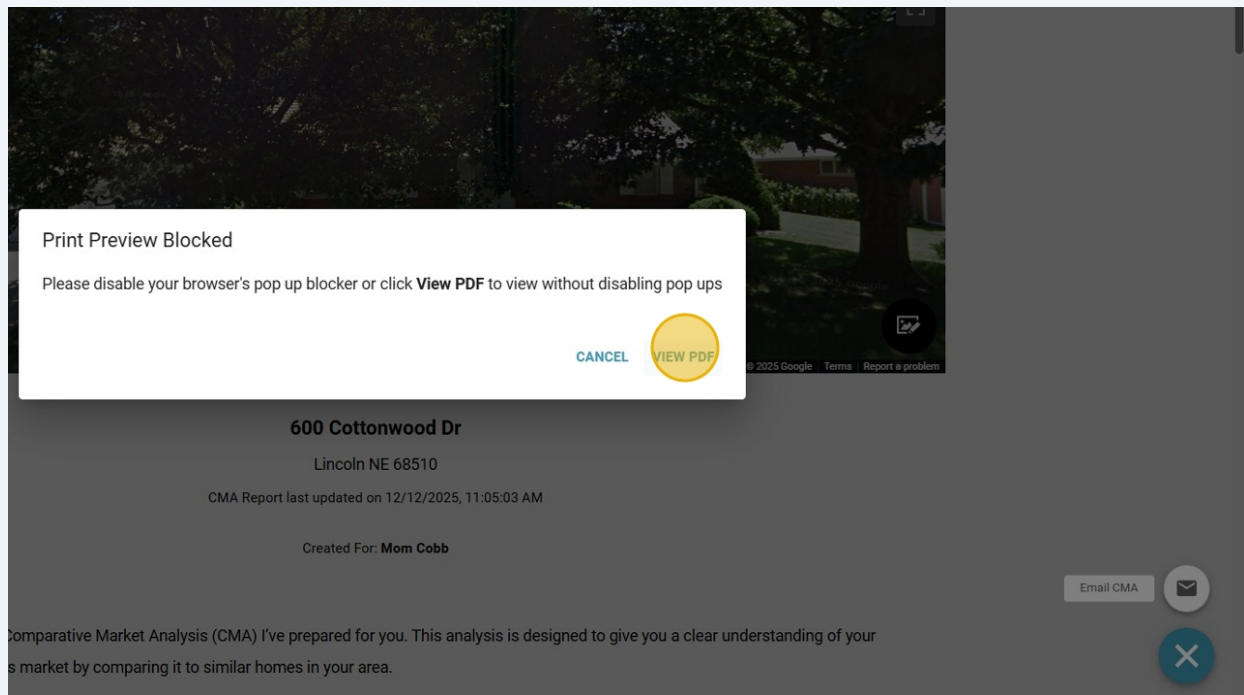 Print Preview Blocked
Please disable your browser's pop up blocker or click View PDF to view without disabling pop ups
CANCEL VIEW PDF
© 2025 Google Terms Report a problem
600 Cottonwood Dr
Lincoln NE 68510
CMA Report last updated on 12/12/2025, 11:05:03 AM
Created For: Mom Cobb
Email CMA
Comparative Market Analysis (CMA) I've prepared for you. This analysis is designed to give you a clear understanding of your
s market by comparing it to similar homes in your area.